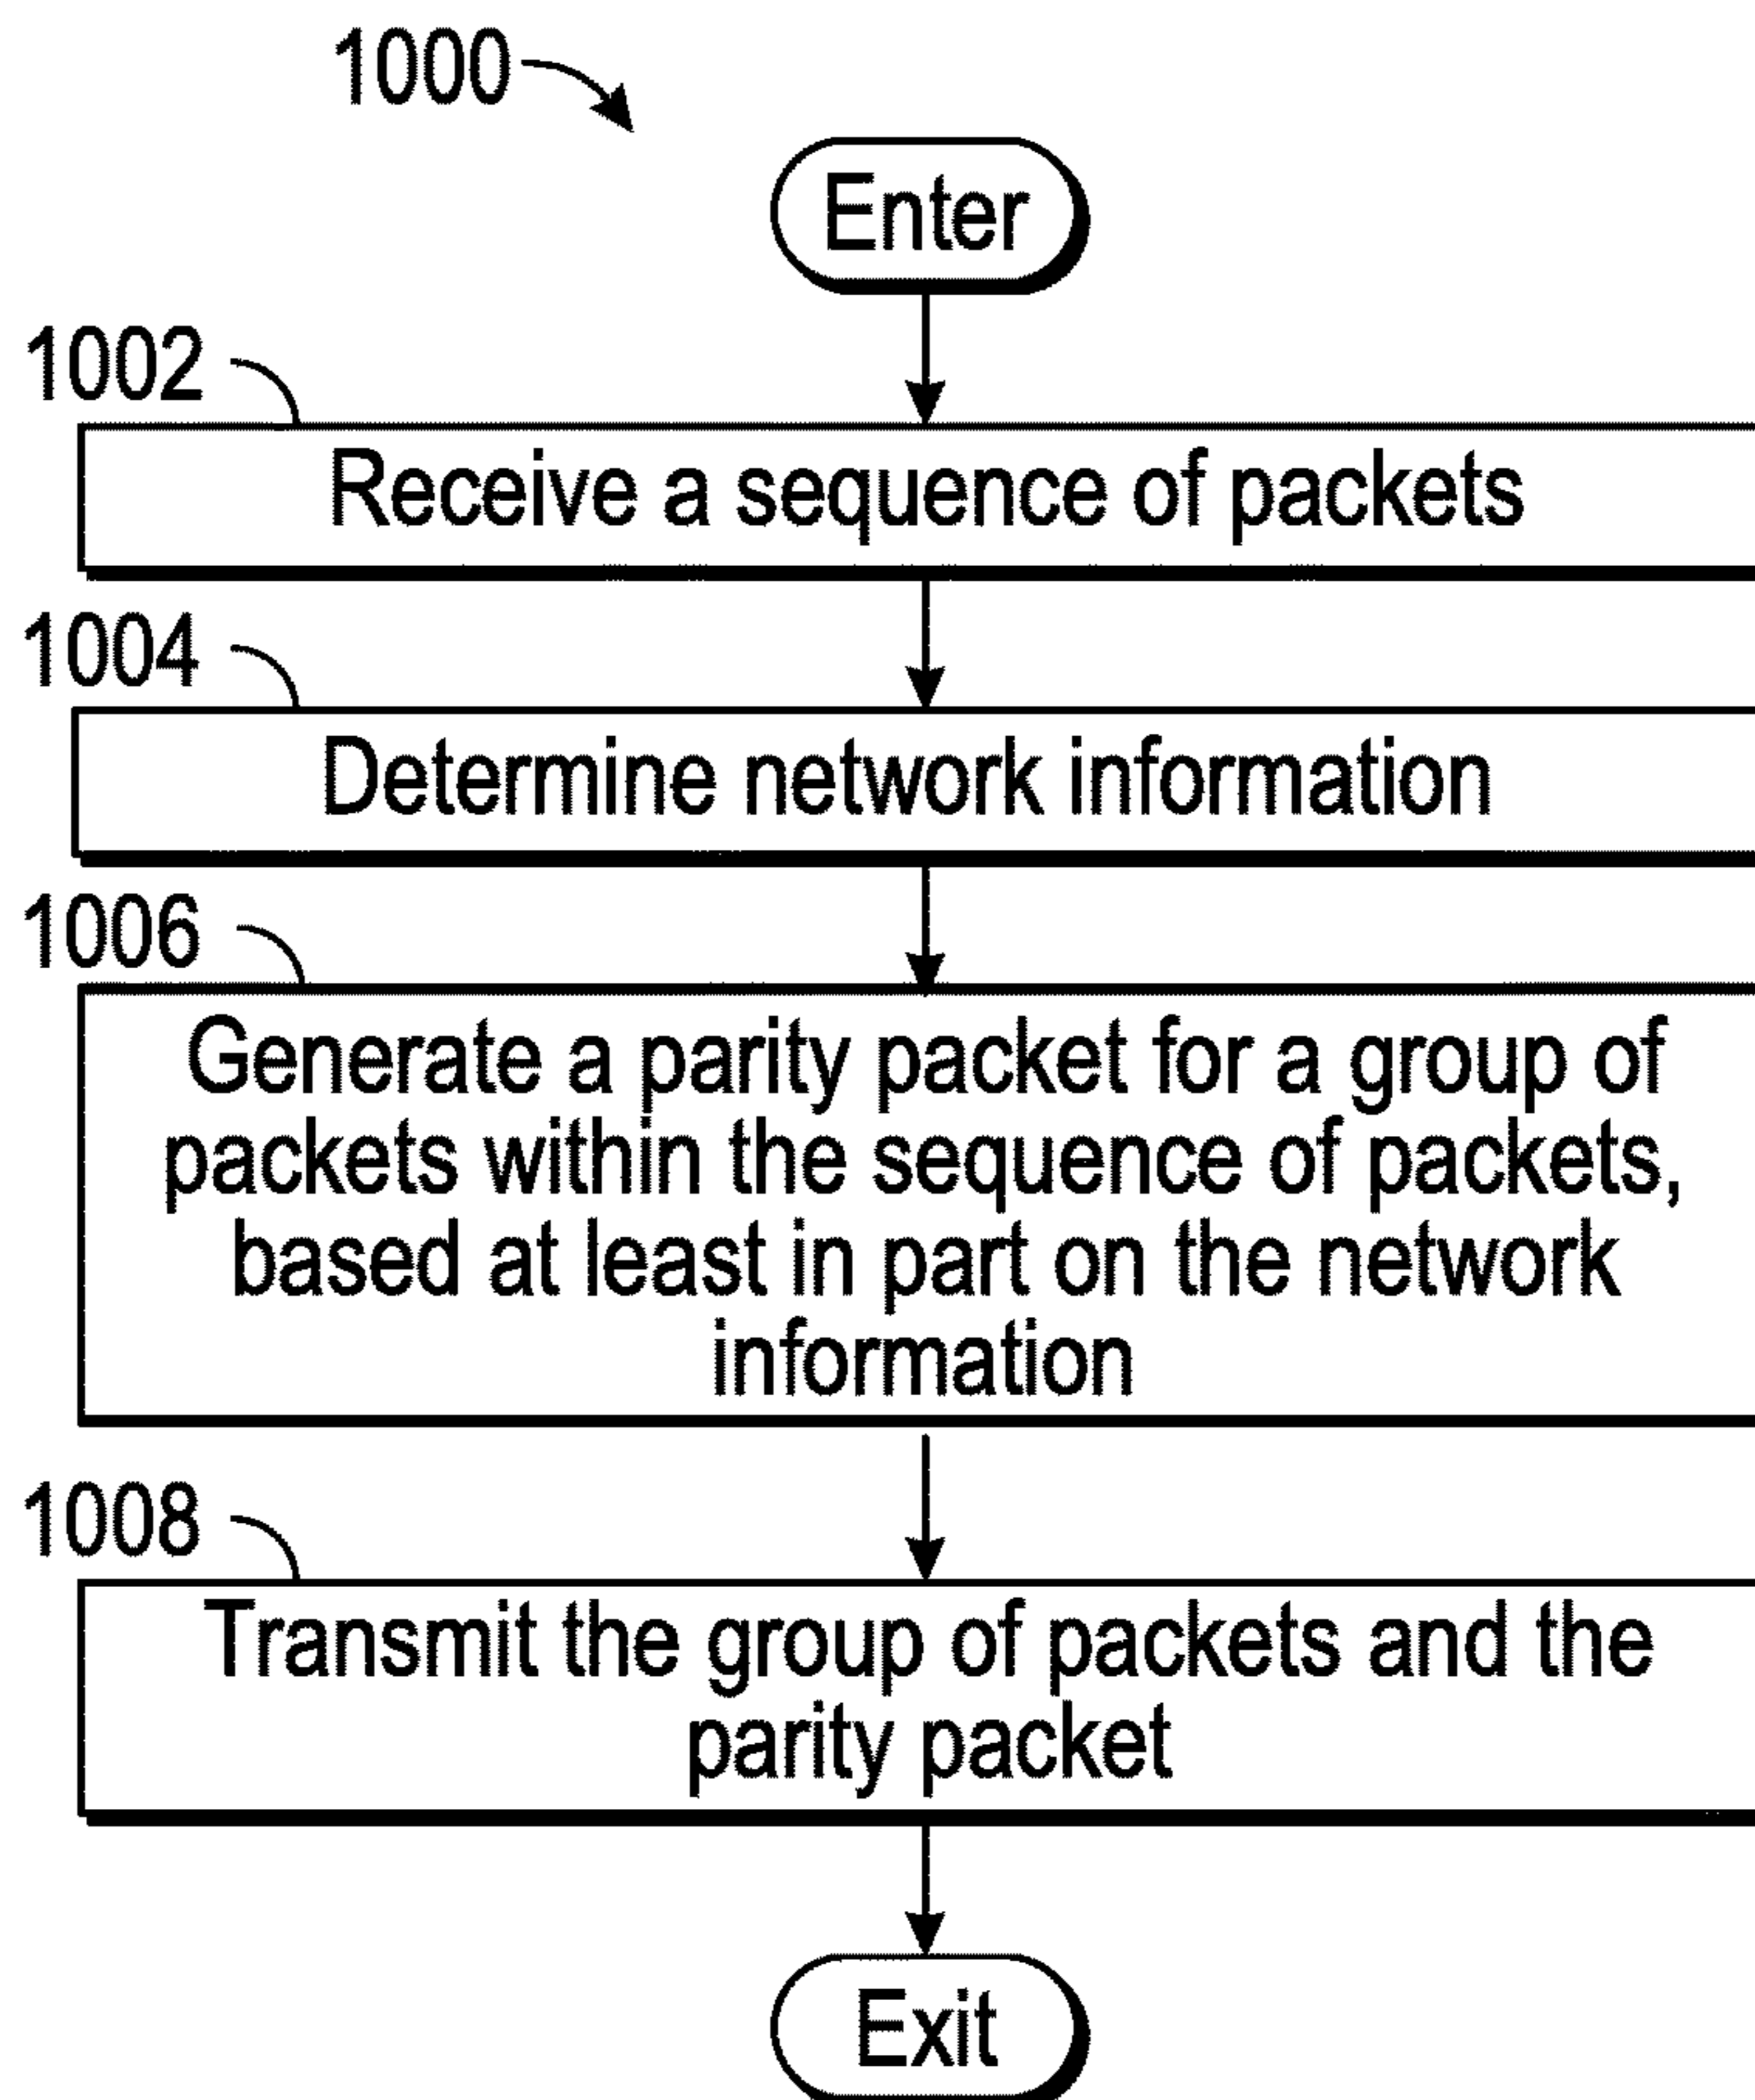 1000
Enter
1002
Receive a sequence of packets
1004
Determine network information
1006
Generate a parity packet for a group of
packets within the sequence of packets,
based at least in part on the network
information
1008
Transmit the group of packets and the
parity packet
Exit